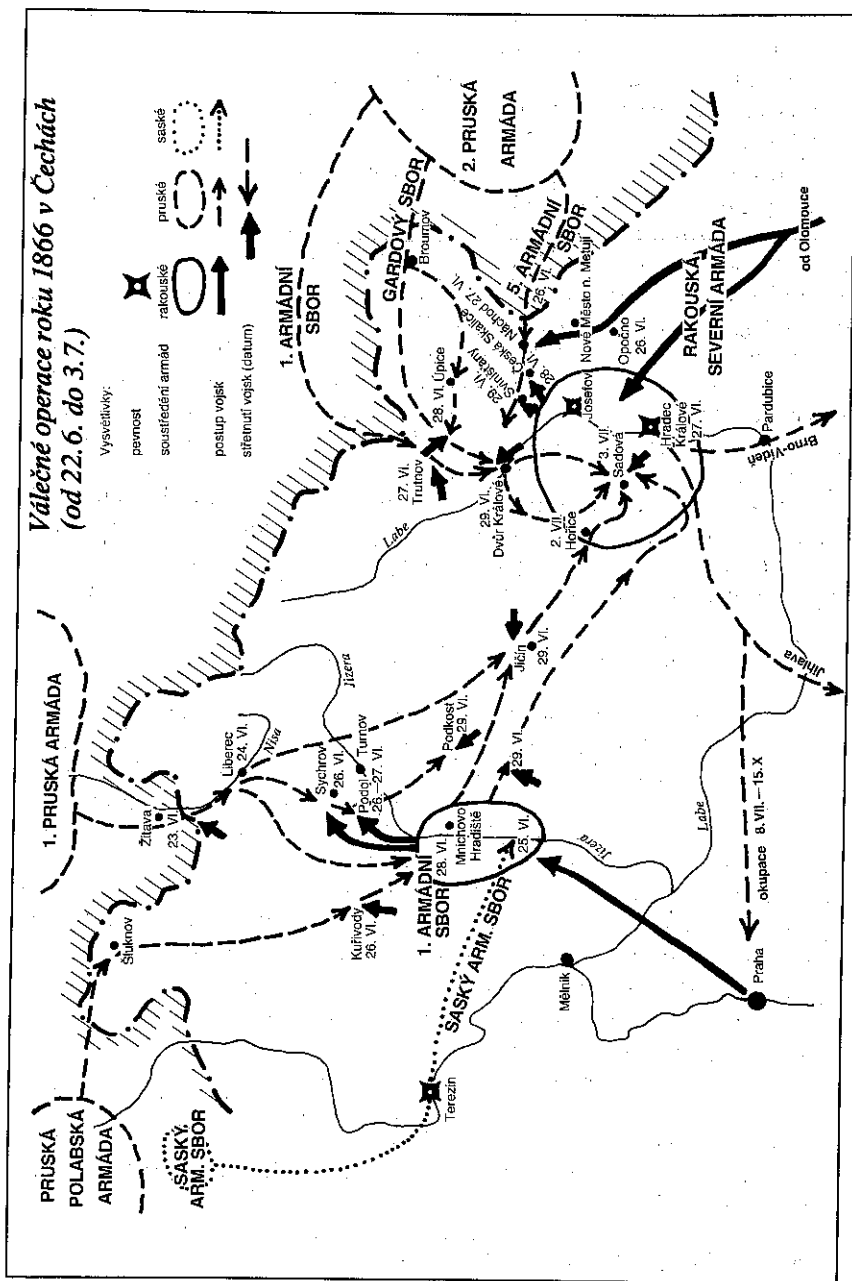 Válečné operace roku 1866 v Čechách
(od 22.6. do 3.7.)
Vysvětlivky:
rakouské
pruské
saské
pevnost
soustředění armád
postup vojsk
střetnutí vojsk (datum)
PRUSKÁ
POLABSKÁ
ARMÁDA
SASKÝ
ARM. SBOR
1. PRUSKÁ ARMÁDA
1. ARMÁDNÍ
SBOR
2. PRUSKÁ
ARMÁDA
GARDOVÝ SBOR
5. ARMÁDNÍ SBOR
26. VI.
Šluknov
Žitava
23. VI.
Liberec
24. VI.
Nisa
Sychrov
26. VI.
Turnov
Podol
26.–27. VI.
Jizera
Kuřivody
26. VI.
1. ARMÁDNÍ
SBOR
28. VI.
Mnichovo
Hradiště
25. VI.
SASKÝ ARM. SBOR
Terezín
Mělník
Praha
Jizera
Labe
Podkost
29. VI.
29. VI.
Jičín
29. VI.
Labe
27. VI.
Trutnov
28. VI. Úpice
Broumov
29. VI.
Dvůr Králové
Svinišťany
29. VI.
Česká Skalice
28. VI.
Náchod 27. VI.
Nové Město n. Metují
Opočno
26. VI.
Josefov
2. VII.
Hořice
3. VII.
Sadová
Hradec
Králové
27. VI.
RAKOUSKÁ
SEVERNÍ ARMÁDA
od Olomouce
Pardubice
Brno-Vídeň
Jihlava
okupace 8. VII.–15.X